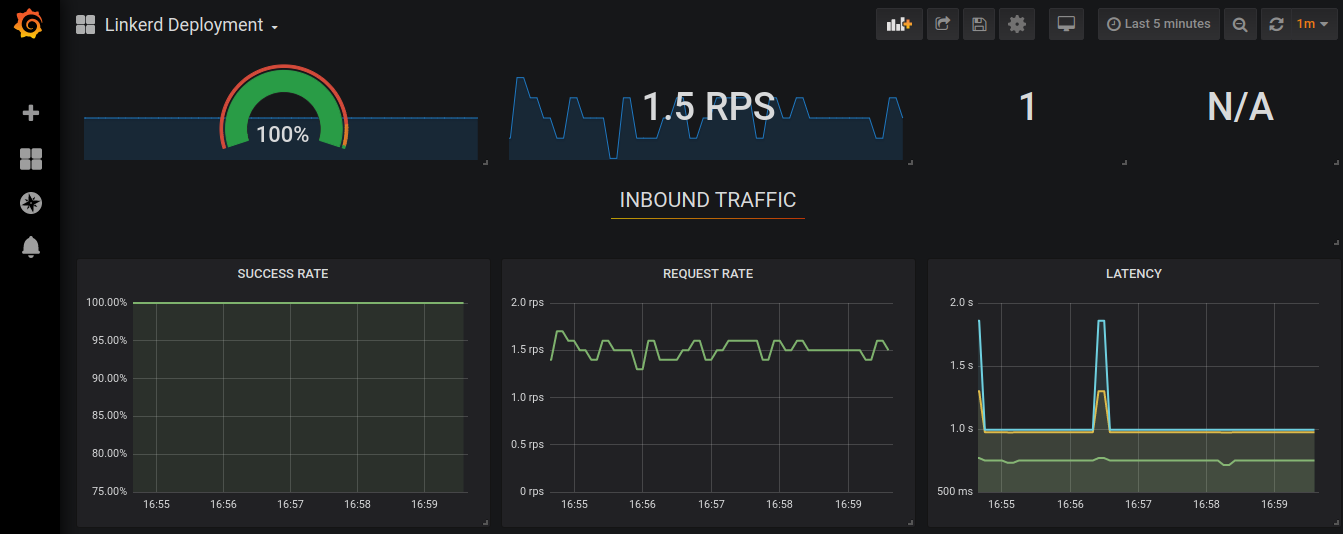 Linkerd Deployment
Last 5 minutes
1m
100%
1.5 RPS
1
N/A
INBOUND TRAFFIC
SUCCESS RATE
100.00%
95.00%
90.00%
85.00%
80.00%
75.00%
16:55 16:56 16:57 16:58 16:59
REQUEST RATE
2.0 rps
1.5 rps
1.0 rps
0.5 rps
0 rps
16:55 16:56 16:57 16:58 16:59
LATENCY
2.0 s
1.5 s
1.0 s
500 ms
16:55 16:56 16:57 16:58 16:59